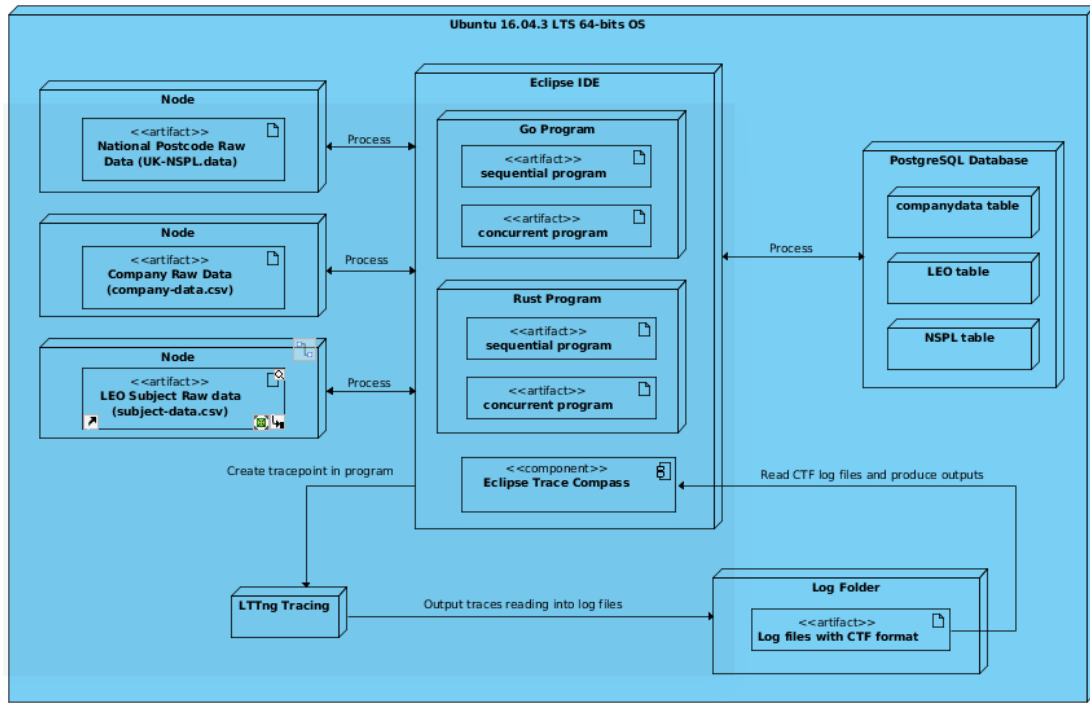 Ubuntu 16.04.3 LTS 64-bits OS
Node
<<artifact>>
National Postcode Raw
Data (UK-NSPL.data)
Process
Node
<<artifact>>
Company Raw Data
(company-data.csv)
Process
Node
<<artifact>>
LEO Subject Raw data
(subject-data.csv)
Process
Eclipse IDE
Go Program
<<artifact>>
sequential program
<<artifact>>
concurrent program
Rust Program
<<artifact>>
sequential program
<<artifact>>
concurrent program
<<component>>
Eclipse Trace Compass
Process
PostgreSQL Database
companydata table
LEO table
NSPL table
Create tracepoint in program
Read CTF log files and produce outputs
LTTng Tracing
Output traces reading into log files
Log Folder
<<artifact>>
Log files with CTF format